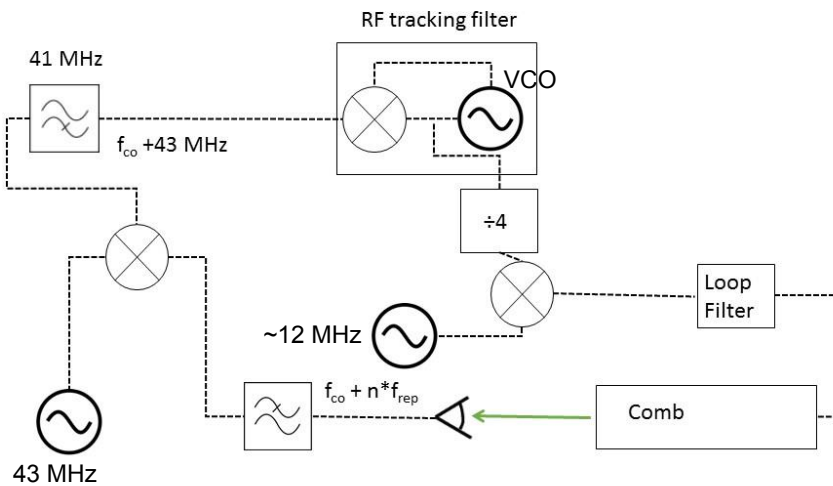 RF tracking filter
41 MHz
VCO
f_co +43 MHz
÷4
Loop
Filter
~12 MHz
f_co + n*f_rep
Comb
43 MHz